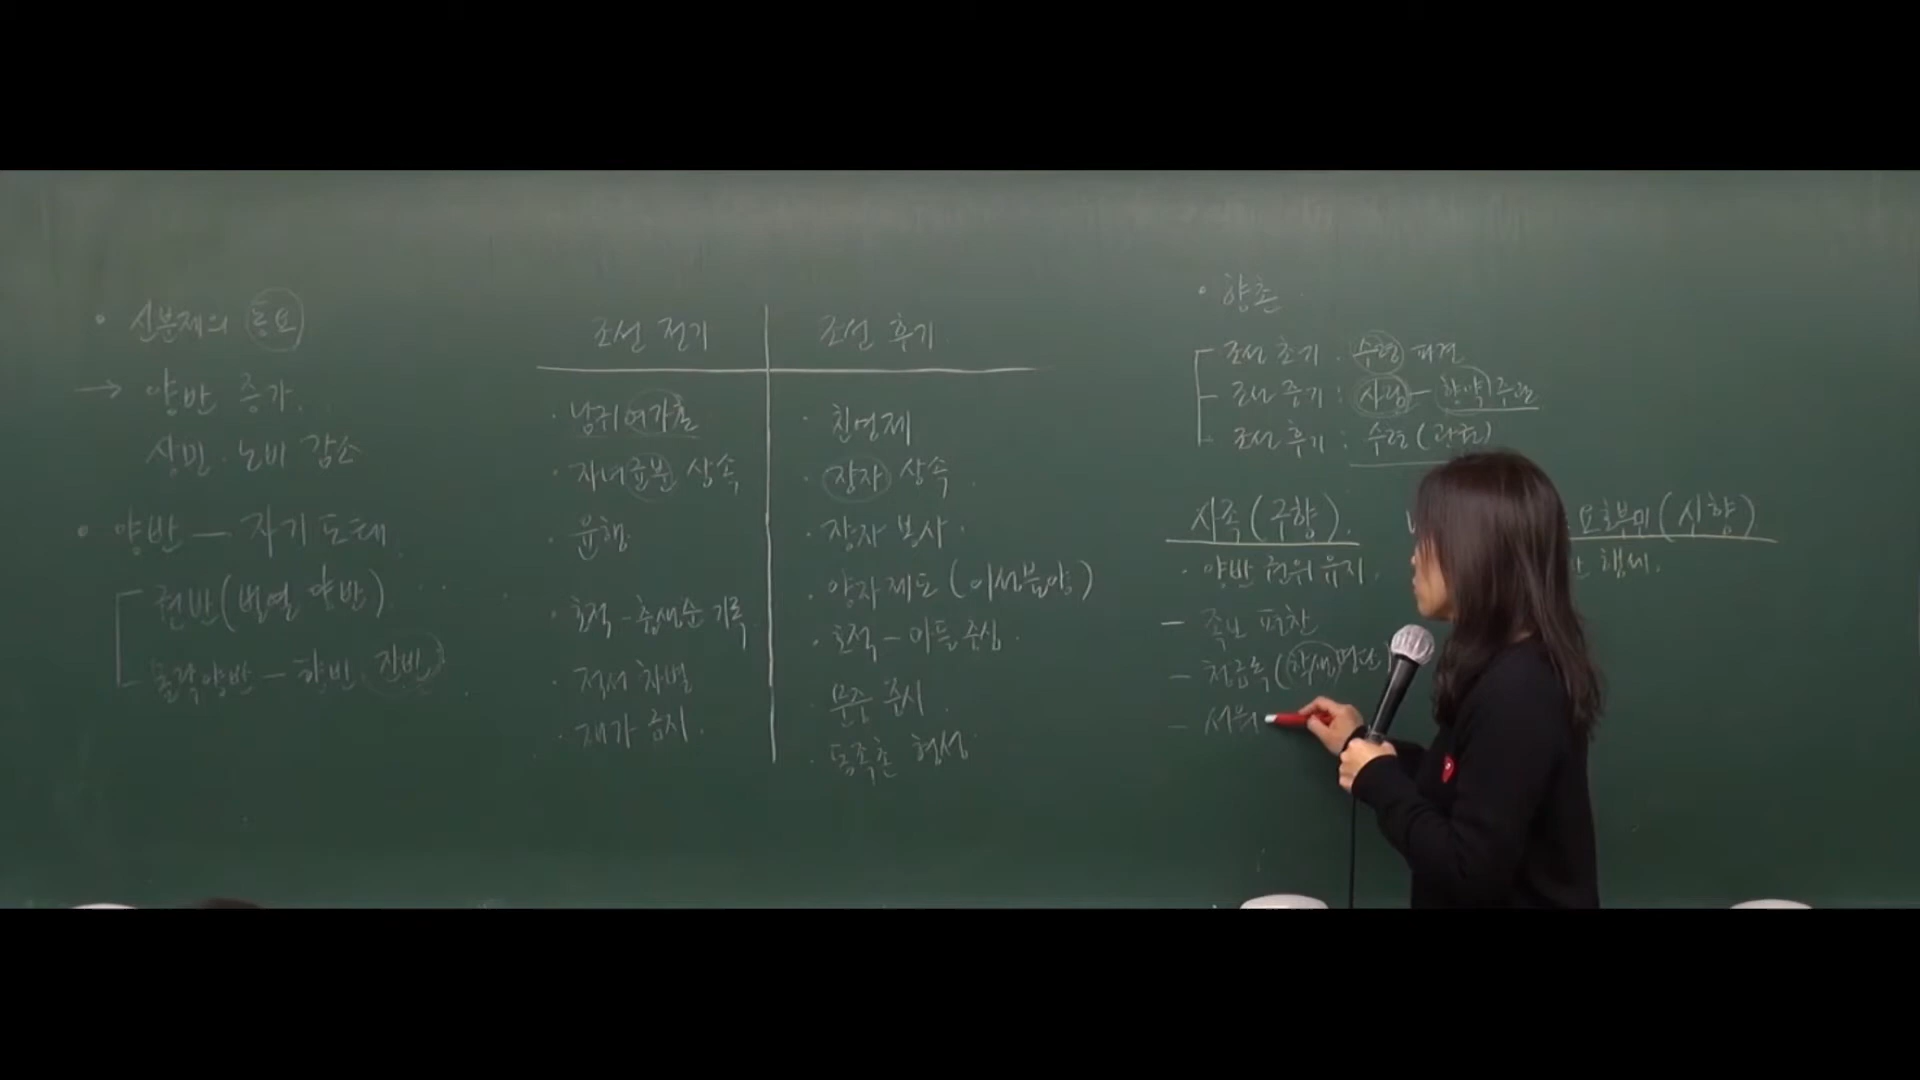 • 신분제의 동요
→ 양반 증가.
상민·노비 감소
• 양반 — 자기 도태
권반(벌열 양반)
몰락양반 — 향반, 잔반
조선 전기
· 남귀여가혼
· 자녀균분 상속
· 윤행
· 호적 - 출생순 기록
· 적서 차별
· 재가 금지.
조선 후기
· 친영제
· 장자 상속
· 장자 봉사.
· 양자제도(이성불양)
· 호적 - 아들 중심.
· 문중 중시
· 동족촌 형성
• 향촌
조선 초기 : 수령 파견
조선 중기 : 사림 - 향약 주관
조선 후기 : 수령(관권)
사족(구향).
· 양반 권위 유지.
- 족보 편찬
- 청금록(학생명단)
- 서원
요호부민(신향)
행세.